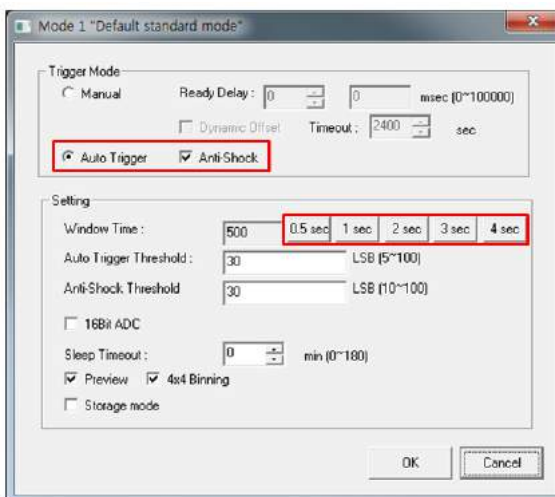 Mode 1 "Default standard mode"
Trigger Mode
Manual Ready Delay : 0 0 msec (0~100000)
Dynamic Offset Timeout : 2400 sec
Auto Trigger Anti-Shock
Setting
Window Time : 500 0.5 sec 1 sec 2 sec 3 sec 4 sec
Auto Trigger Threshold : 30 LSB (5~100)
Anti-Shock Threshold 30 LSB (10~100)
16Bit ADC
Sleep Timeout : 0 min (0~180)
Preview 4x4 Binning
Storage mode
OK Cancel